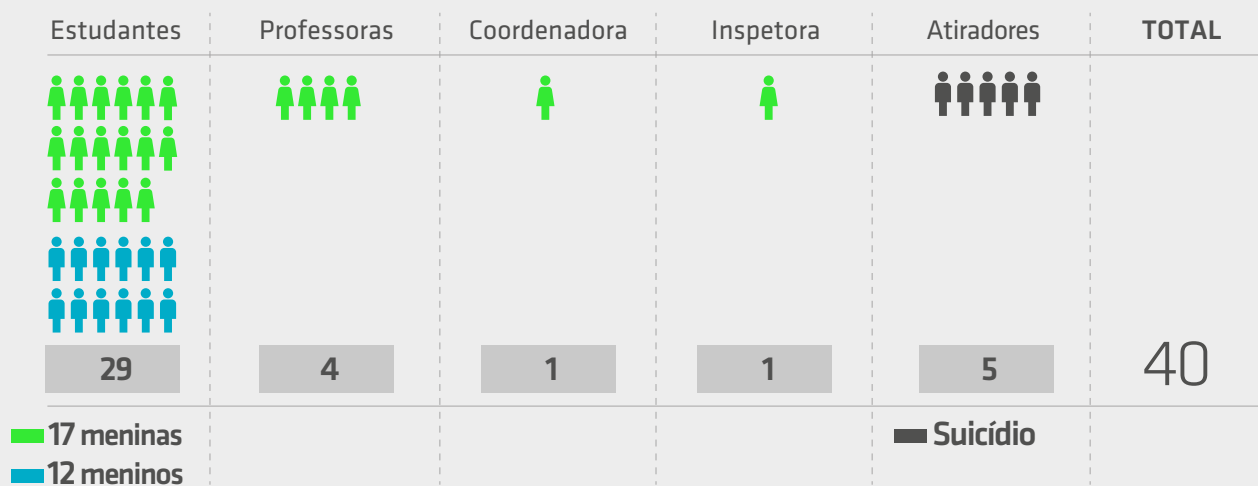 Estudantes Professoras Coordenadora Inspetora Atiradores TOTAL
29 4 1 1 5 40
17 meninas Suicídio
12 meninos